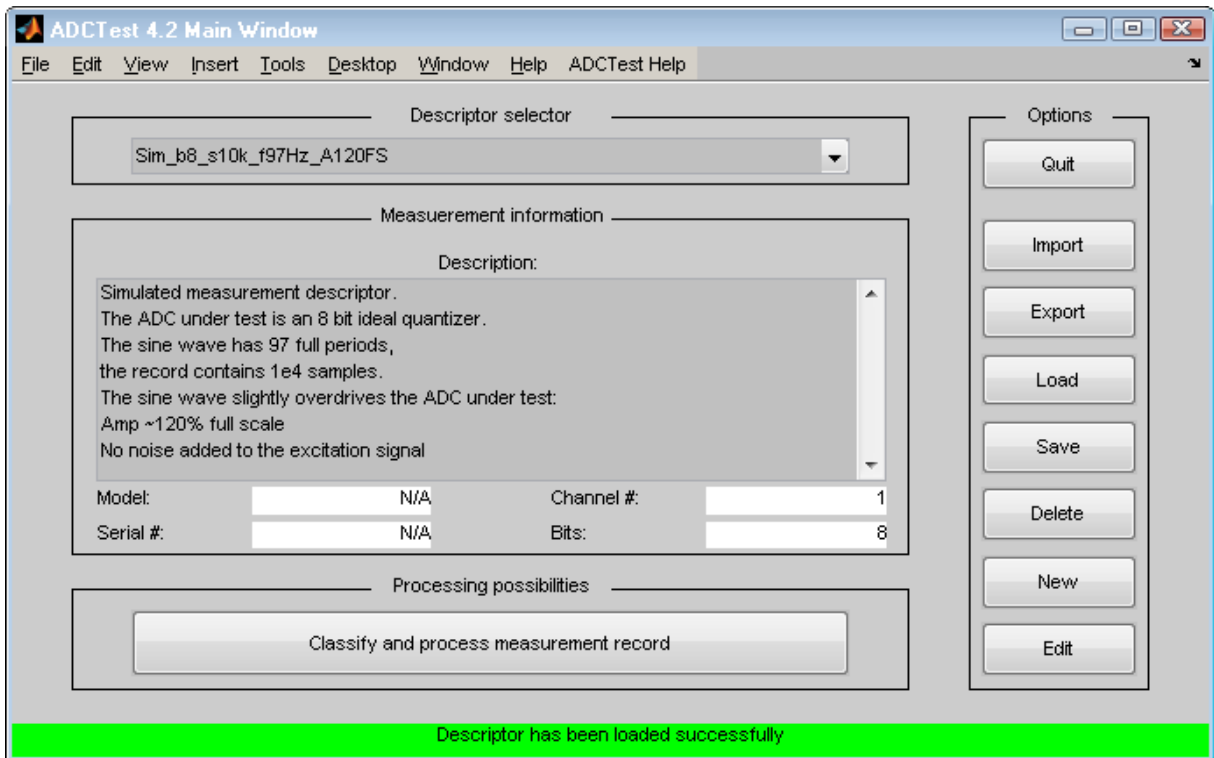 ADCTest 4.2 Main Window
File Edit View Insert Tools Desktop Window Help ADCTest Help
Descriptor selector
Sim_b8_s10k_f97Hz_A120FS
Measuerement information
Description:
Simulated measurement descriptor.
The ADC under test is an 8 bit ideal quantizer.
The sine wave has 97 full periods,
the record contains 1e4 samples.
The sine wave slightly overdrives the ADC under test:
Amp ~120% full scale
No noise added to the excitation signal
Model: N/A Channel #: 1
Serial #: N/A Bits: 8
Processing possibilities
Classify and process measurement record
Options
Quit
Import
Export
Load
Save
Delete
New
Edit
Descriptor has been loaded successfully